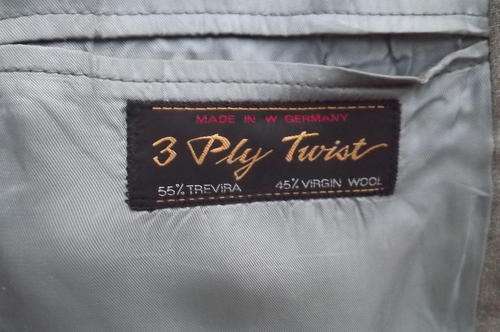 MADE IN W GERMANY
3 Ply Twist
55% TREVIRA 45% VIRGIN WOOL